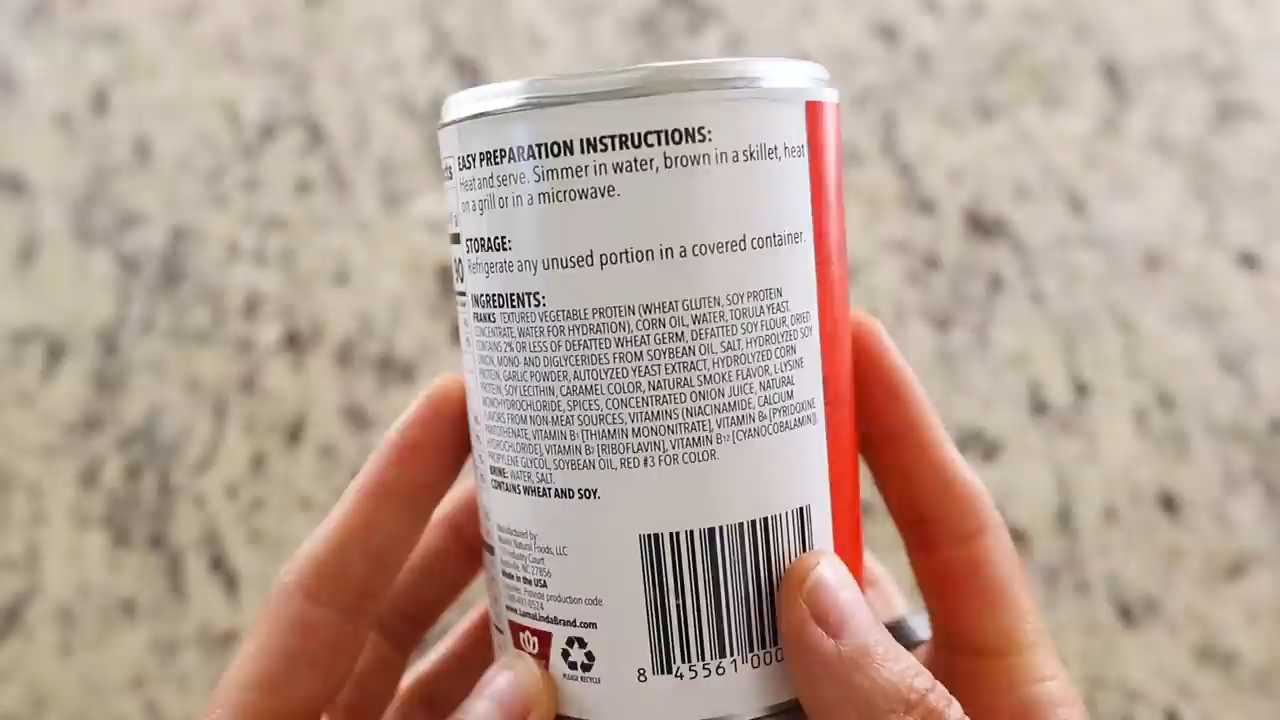 EASY PREPARATION INSTRUCTIONS:
Heat and serve. Simmer in water, brown in a skillet, heat
on a grill or in a microwave.
STORAGE:
Refrigerate any unused portion in a covered container.
INGREDIENTS:
FRANKS TEXTURED VEGETABLE PROTEIN (WHEAT GLUTEN, SOY PROTEIN
CONCENTRATE, WATER FOR HYDRATION), CORN OIL, WATER, TORULA YEAST.
CONTAINS 2% OR LESS OF DEFATTED WHEAT GERM, DEFATTED SOY FLOUR, DRIED
ONION, MONO- AND DIGLYCERIDES FROM SOYBEAN OIL, SALT, HYDROLYZED SOY
PROTEIN, GARLIC POWDER, AUTOLYZED YEAST EXTRACT, HYDROLYZED CORN
PROTEIN, SOY LECITHIN, CARAMEL COLOR, NATURAL SMOKE FLAVOR, L-LYSINE
MONOHYDROCHLORIDE, SPICES, CONCENTRATED ONION JUICE, NATURAL
FLAVORS FROM NON-MEAT SOURCES, VITAMINS (NIACINAMIDE, CALCIUM
PANTOTHENATE, VITAMIN B1 [THIAMIN MONONITRATE], VITAMIN B6 [PYRIDOXINE
HYDROCHLORIDE], VITAMIN B2 [RIBOFLAVIN], VITAMIN B12 [CYANOCOBALAMIN]),
PROPYLENE GLYCOL, SOYBEAN OIL, RED #3 FOR COLOR.
BRINE: WATER, SALT.
CONTAINS WHEAT AND SOY.
Manufactured by:
Natural Foods, LLC
Industry Court
NC 27856
Made in the USA
Provide production code
www.LomaLindaBrand.com
PLEASE RECYCLE
8 45561 000